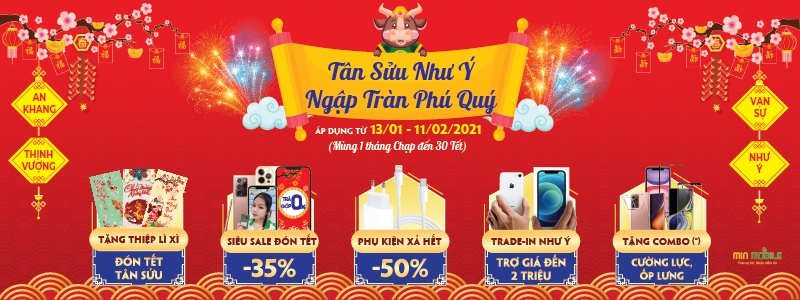 Tân Sửu Như Ý
Ngập Tràn Phú Quý
ÁP DỤNG TỪ 13/01 - 11/02/2021
(Mùng 1 tháng Chạp đến 30 Tết)
AN
KHANG
THỊNH
VƯỢNG
VẠN
SỰ
NHƯ
Ý
TRẢ
GÓP 0%
TẶNG THIỆP LÌ XÌ
ĐÓN TẾT
TÂN SỬU
SIÊU SALE ĐÓN TẾT
-35%
PHỤ KIỆN XẢ HẾT
-50%
TRADE-IN NHƯ Ý
TRỢ GIÁ ĐẾN
2 TRIỆU
TẶNG COMBO (*)
CƯỜNG LỰC,
ỐP LƯNG
MIN MOBILE